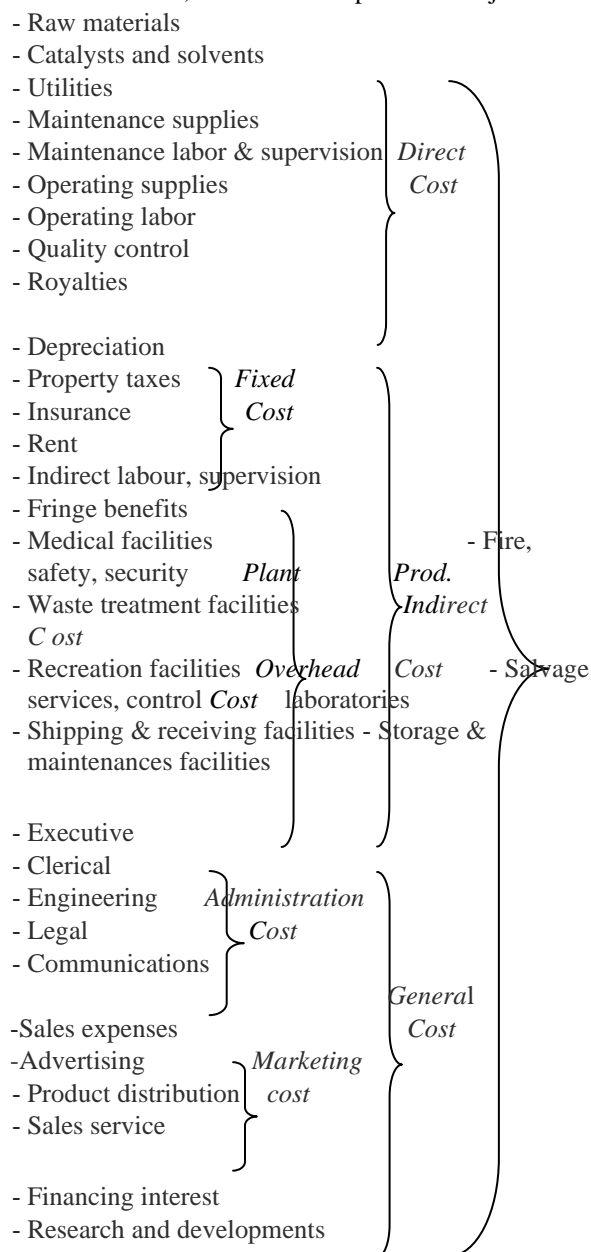 - Raw materials
- Catalysts and solvents
- Utilities
- Maintenance supplies
- Maintenance labor & supervision Direct
- Operating supplies Cost
- Operating labor
- Quality control
- Royalties
- Depreciation
- Property taxes Fixed
- Insurance Cost
- Rent
- Indirect labour, supervision
- Fringe benefits
- Medical facilities - Fire,
safety, security Plant Prod.
- Waste treatment facilities Indirect
C ost
- Recreation facilities Overhead Cost - Salvage
services, control Cost laboratories
- Shipping & receiving facilities - Storage &
maintenances facilities
- Executive
- Clerical
- Engineering Administration
- Legal Cost
- Communications
General
-Sales expenses Cost
-Advertising Marketing
- Product distribution cost
- Sales service
- Financing interest
- Research and developments